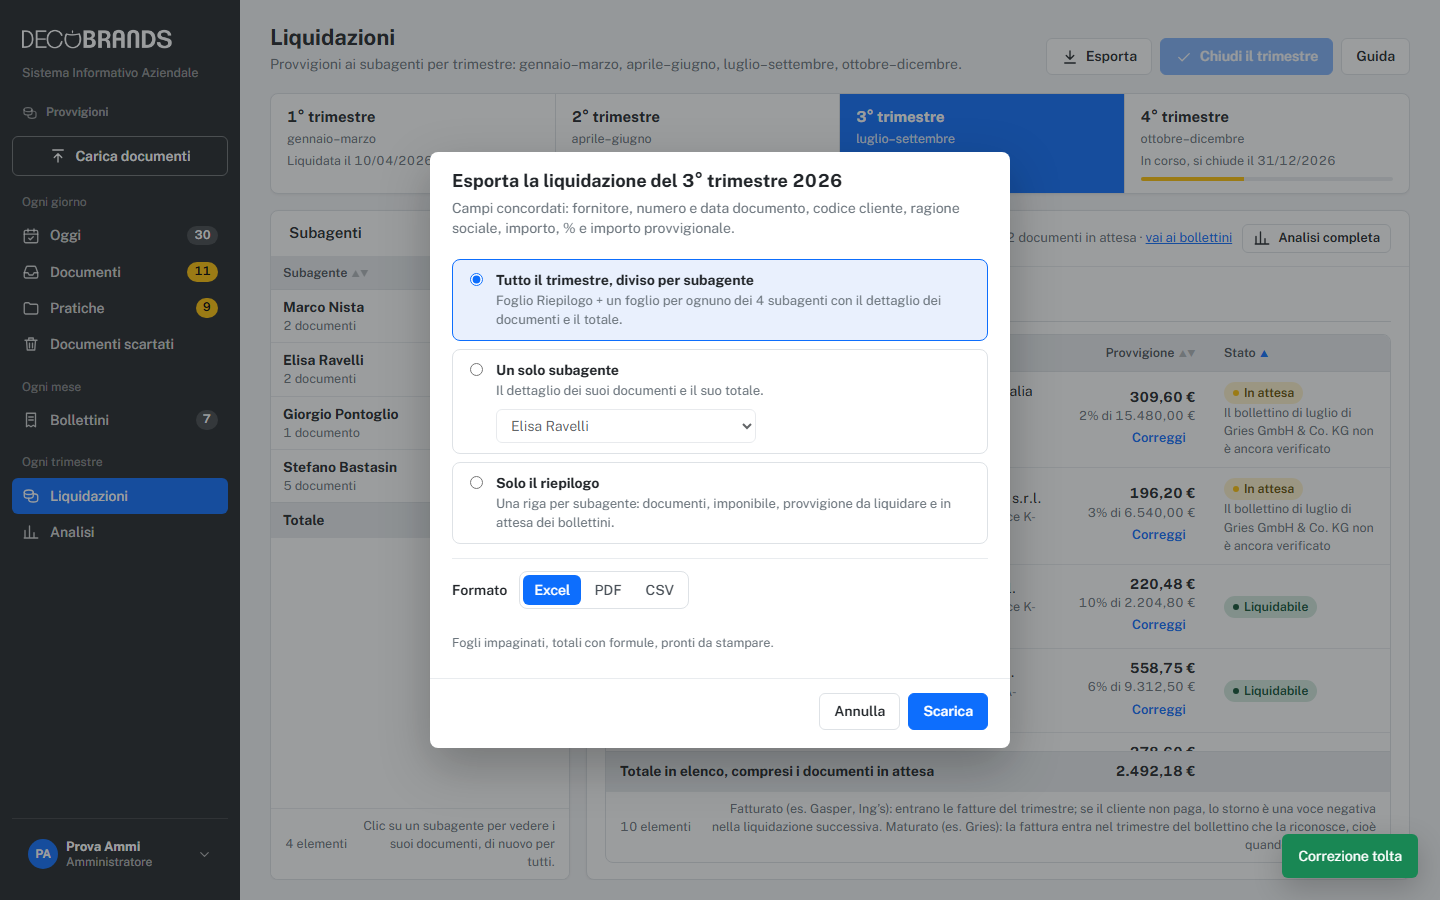 DECOBRANDS
Sistema Informativo Aziendale
Provvigioni
Carica documenti
Ogni giorno
Oggi 30
Documenti 11
Pratiche 9
Documenti scartati
Ogni mese
Bollettini 7
Ogni trimestre
Liquidazioni
Analisi
PA
Prova Ammi
Amministratore
Liquidazioni
Provvigioni ai subagenti per trimestre: gennaio–marzo, aprile–giugno, luglio–settembre, ottobre–dicembre.
Esporta
Chiudi il trimestre
Guida
1° trimestre
gennaio–marzo
Liquidata il 10/04/2026
2° trimestre
aprile–giugno
3° trimestre
luglio–settembre
4° trimestre
ottobre–dicembre
In corso, si chiude il 31/12/2026
Subagenti
Subagente
Marco Nista
2 documenti
Elisa Ravelli
2 documenti
Giorgio Pontoglio
1 documento
Stefano Bastasin
5 documenti
Totale
4 elementi
Clic su un subagente per vedere i
suoi documenti, di nuovo per
tutti.
Esporta la liquidazione del 3° trimestre 2026
Campi concordati: fornitore, numero e data documento, codice cliente, ragione
sociale, importo, % e importo provvigionale.
Tutto il trimestre, diviso per subagente
Foglio Riepilogo + un foglio per ognuno dei 4 subagenti con il dettaglio dei
documenti e il totale.
Un solo subagente
Il dettaglio dei suoi documenti e il suo totale.
Elisa Ravelli
Solo il riepilogo
Una riga per subagente: documenti, imponibile, provvigione da liquidare e in
attesa dei bollettini.
Formato
Excel PDF CSV
Fogli impaginati, totali con formule, pronti da stampare.
Annulla
Scarica
2 documenti in attesa · vai ai bollettini
Analisi completa
Provvigione
Stato
alia
309,60 €
2% di 15.480,00 €
Correggi
In attesa
Il bollettino di luglio di
Gries GmbH & Co. KG non
è ancora verificato
s.r.l.
ce K-
196,20 €
3% di 6.540,00 €
Correggi
In attesa
Il bollettino di luglio di
Gries GmbH & Co. KG non
è ancora verificato
ce K-
220,48 €
10% di 2.204,80 €
Correggi
Liquidabile
558,75 €
6% di 9.312,50 €
Correggi
Liquidabile
278,60 €
Totale in elenco, compresi i documenti in attesa
2.492,18 €
10 elementi
Fatturato (es. Gasper, Ing's): entrano le fatture del trimestre; se il cliente non paga, lo storno è una voce negativa
nella liquidazione successiva. Maturato (es. Gries): la fattura entra nel trimestre del bollettino che la riconosce, cioè
quand
Correzione tolta